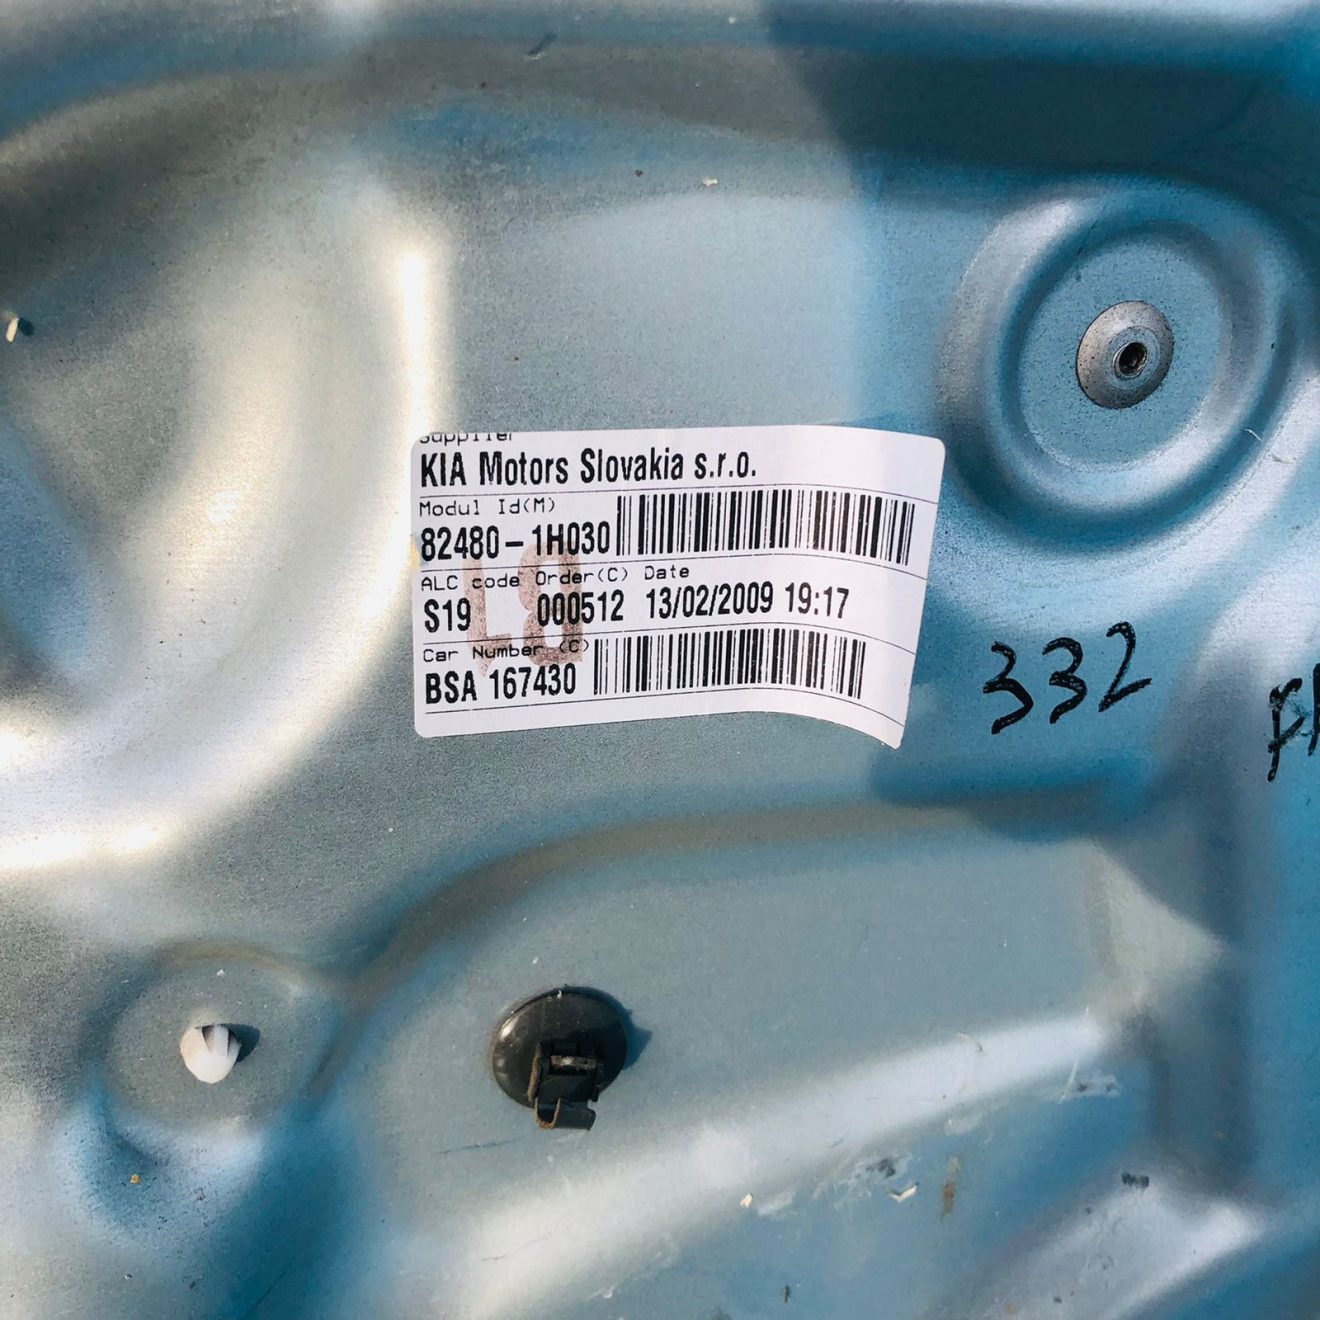 Supplier
KIA Motors Slovakia s.r.o.
Modul Id(M)
82480-1H030
ALC code Order(C) Date
S19 000512 13/02/2009 19:17
Car Number (C)
BSA 167430
332